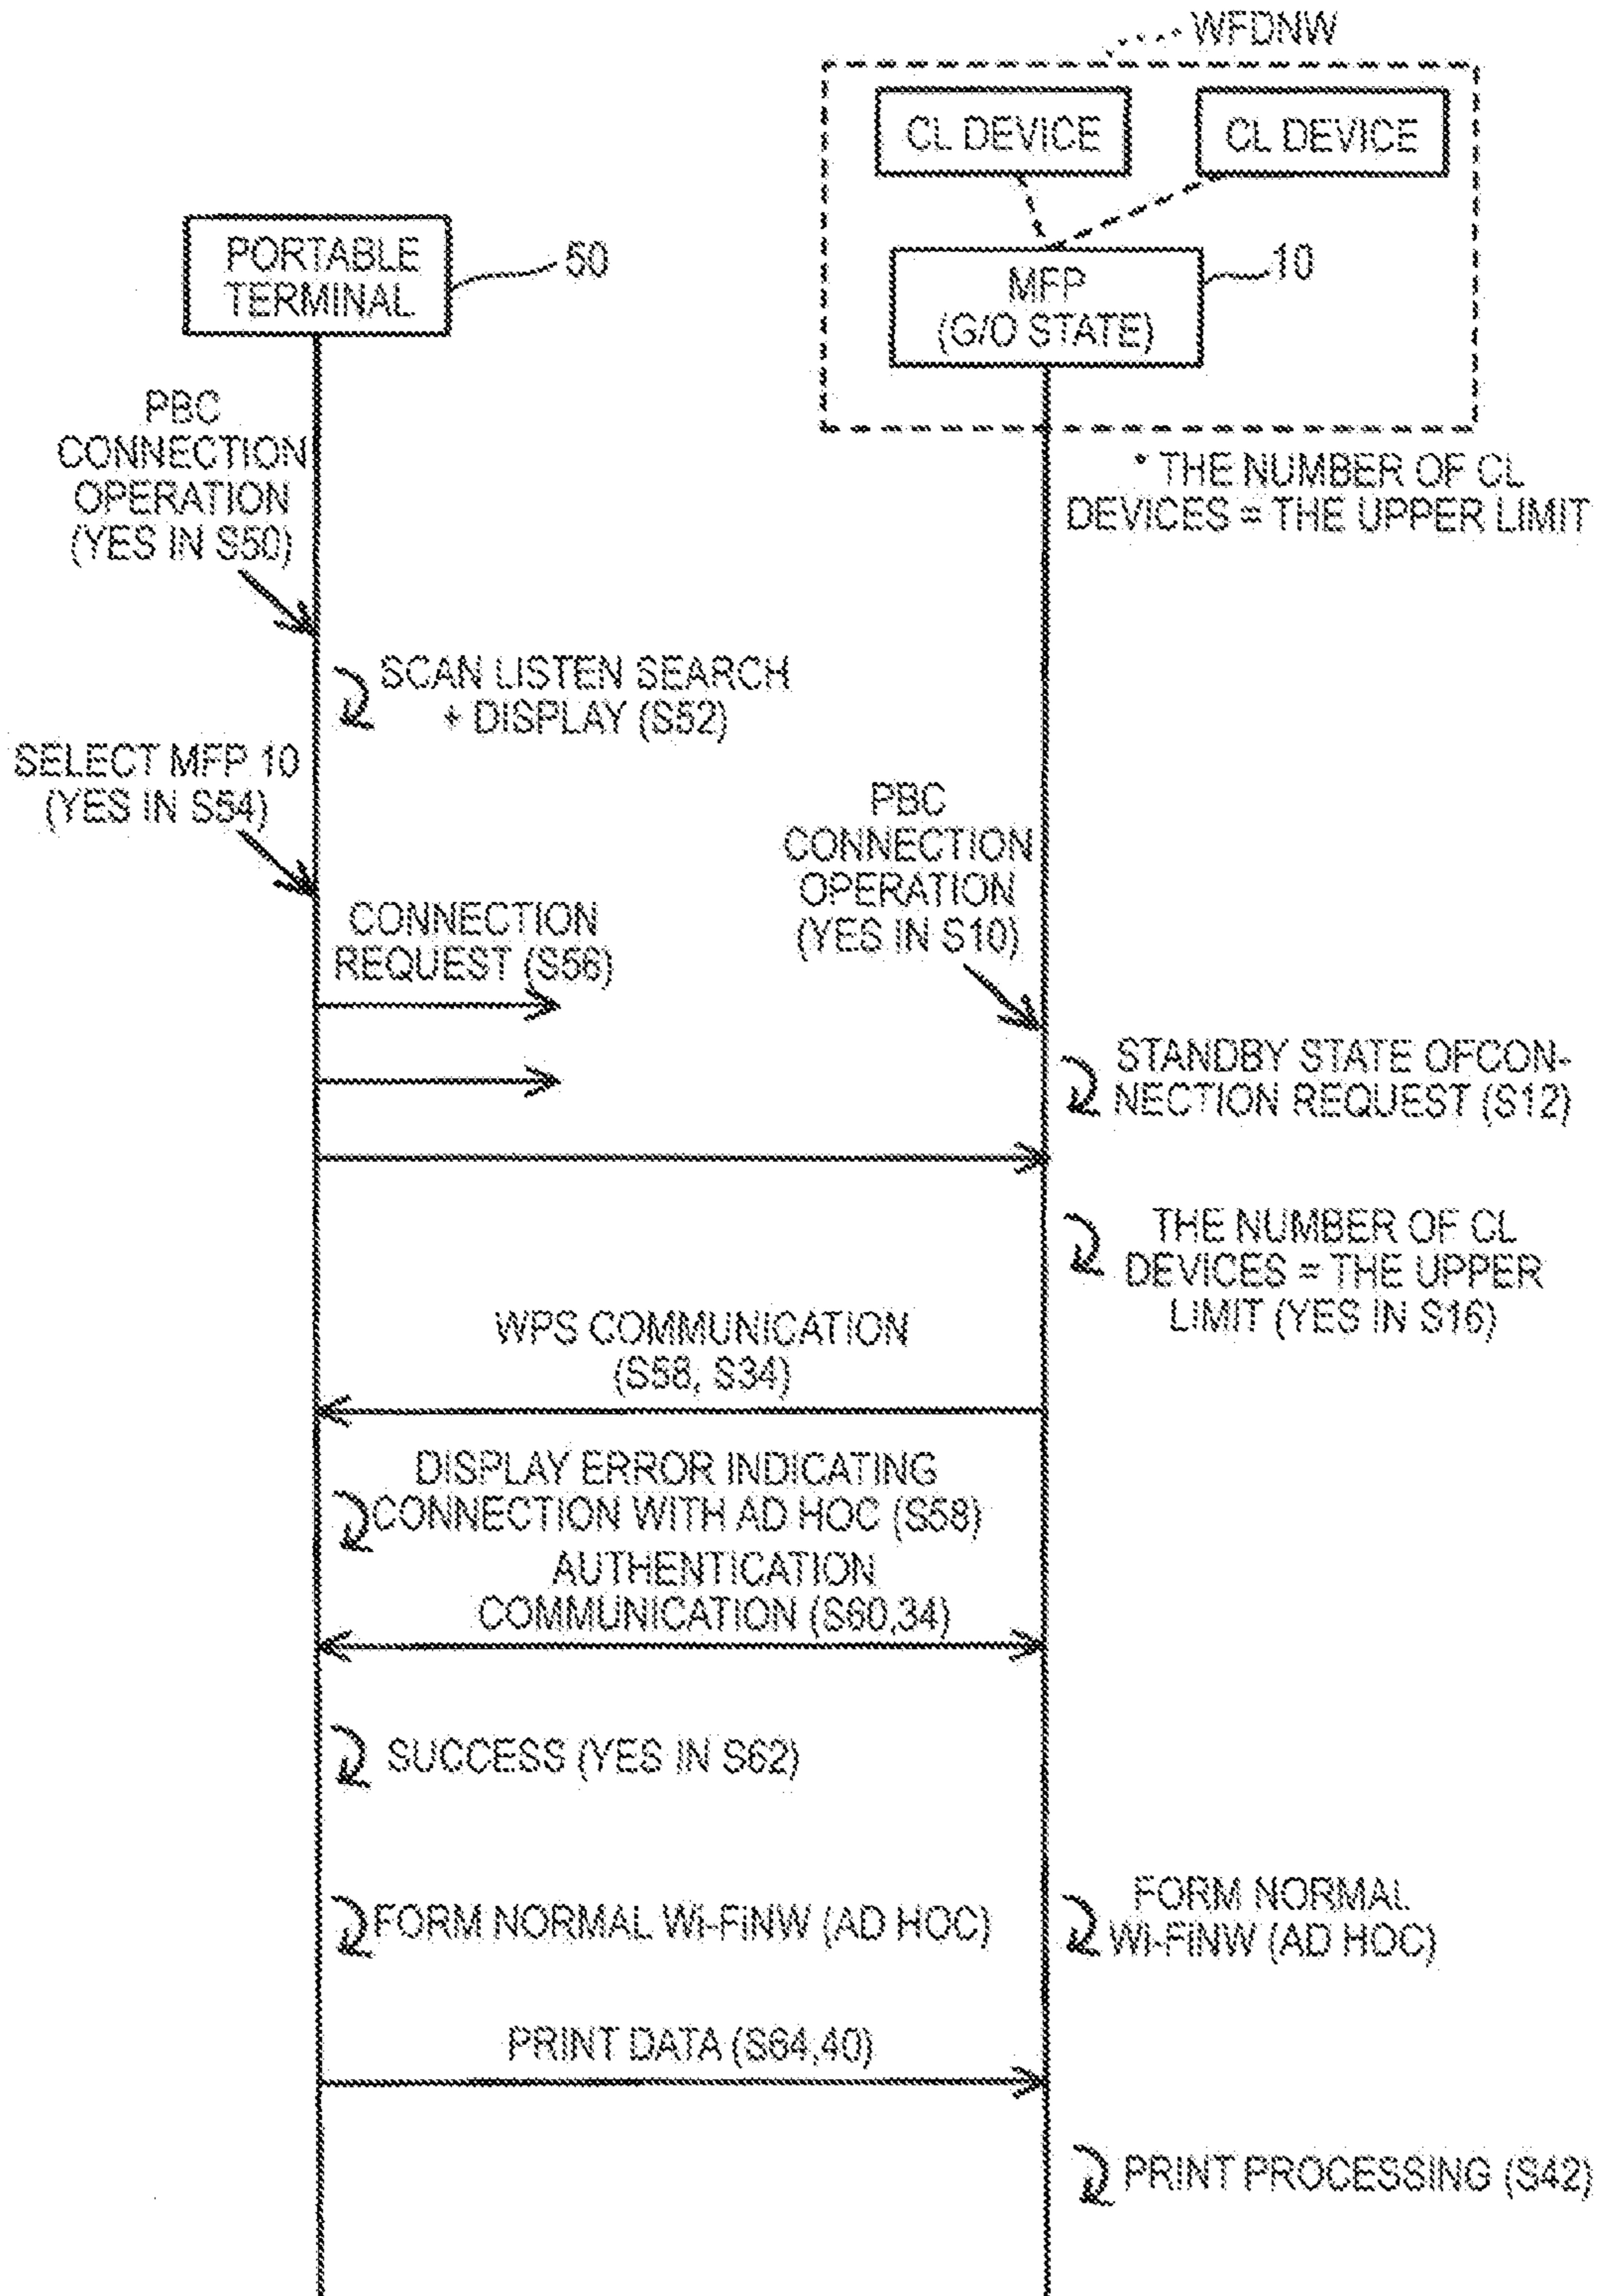 WFDNW
CL DEVICE
CL DEVICE
PORTABLE
TERMINAL
50
MFP
(G/O STATE)
10
PBC
CONNECTION
OPERATION
(YES IN S50)
* THE NUMBER OF CL
DEVICES = THE UPPER LIMIT
SCAN LISTEN SEARCH
+ DISPLAY (S52)
SELECT MFP 10
(YES IN S54)
PBC
CONNECTION
OPERATION
(YES IN S10)
CONNECTION
REQUEST (S56)
STANDBY STATE OFCON-
NECTION REQUEST (S12)
THE NUMBER OF CL
DEVICES = THE UPPER
LIMIT (YES IN S16)
WPS COMMUNICATION
(S58, S34)
DISPLAY ERROR INDICATING
CONNECTION WITH AD HOC (S58)
AUTHENTICATION
COMMUNICATION (S60,34)
SUCCESS (YES IN S62)
FORM NORMAL WI-FiNW (AD HOC)
FORM NORMAL
WI-FiNW (AD HOC)
PRINT DATA (S64,40)
PRINT PROCESSING (S42)